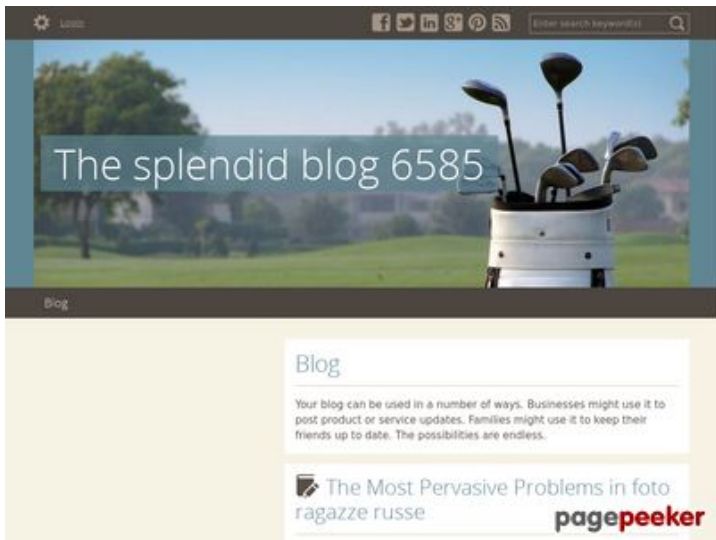 Login
Enter search keyword(s)
The splendid blog 6585
Blog
Blog
Your blog can be used in a number of ways. Businesses might use it to
post product or service updates. Families might use it to keep their
friends up to date. The possibilities are endless.
The Most Pervasive Problems in foto
ragazze russe
pagepeeker